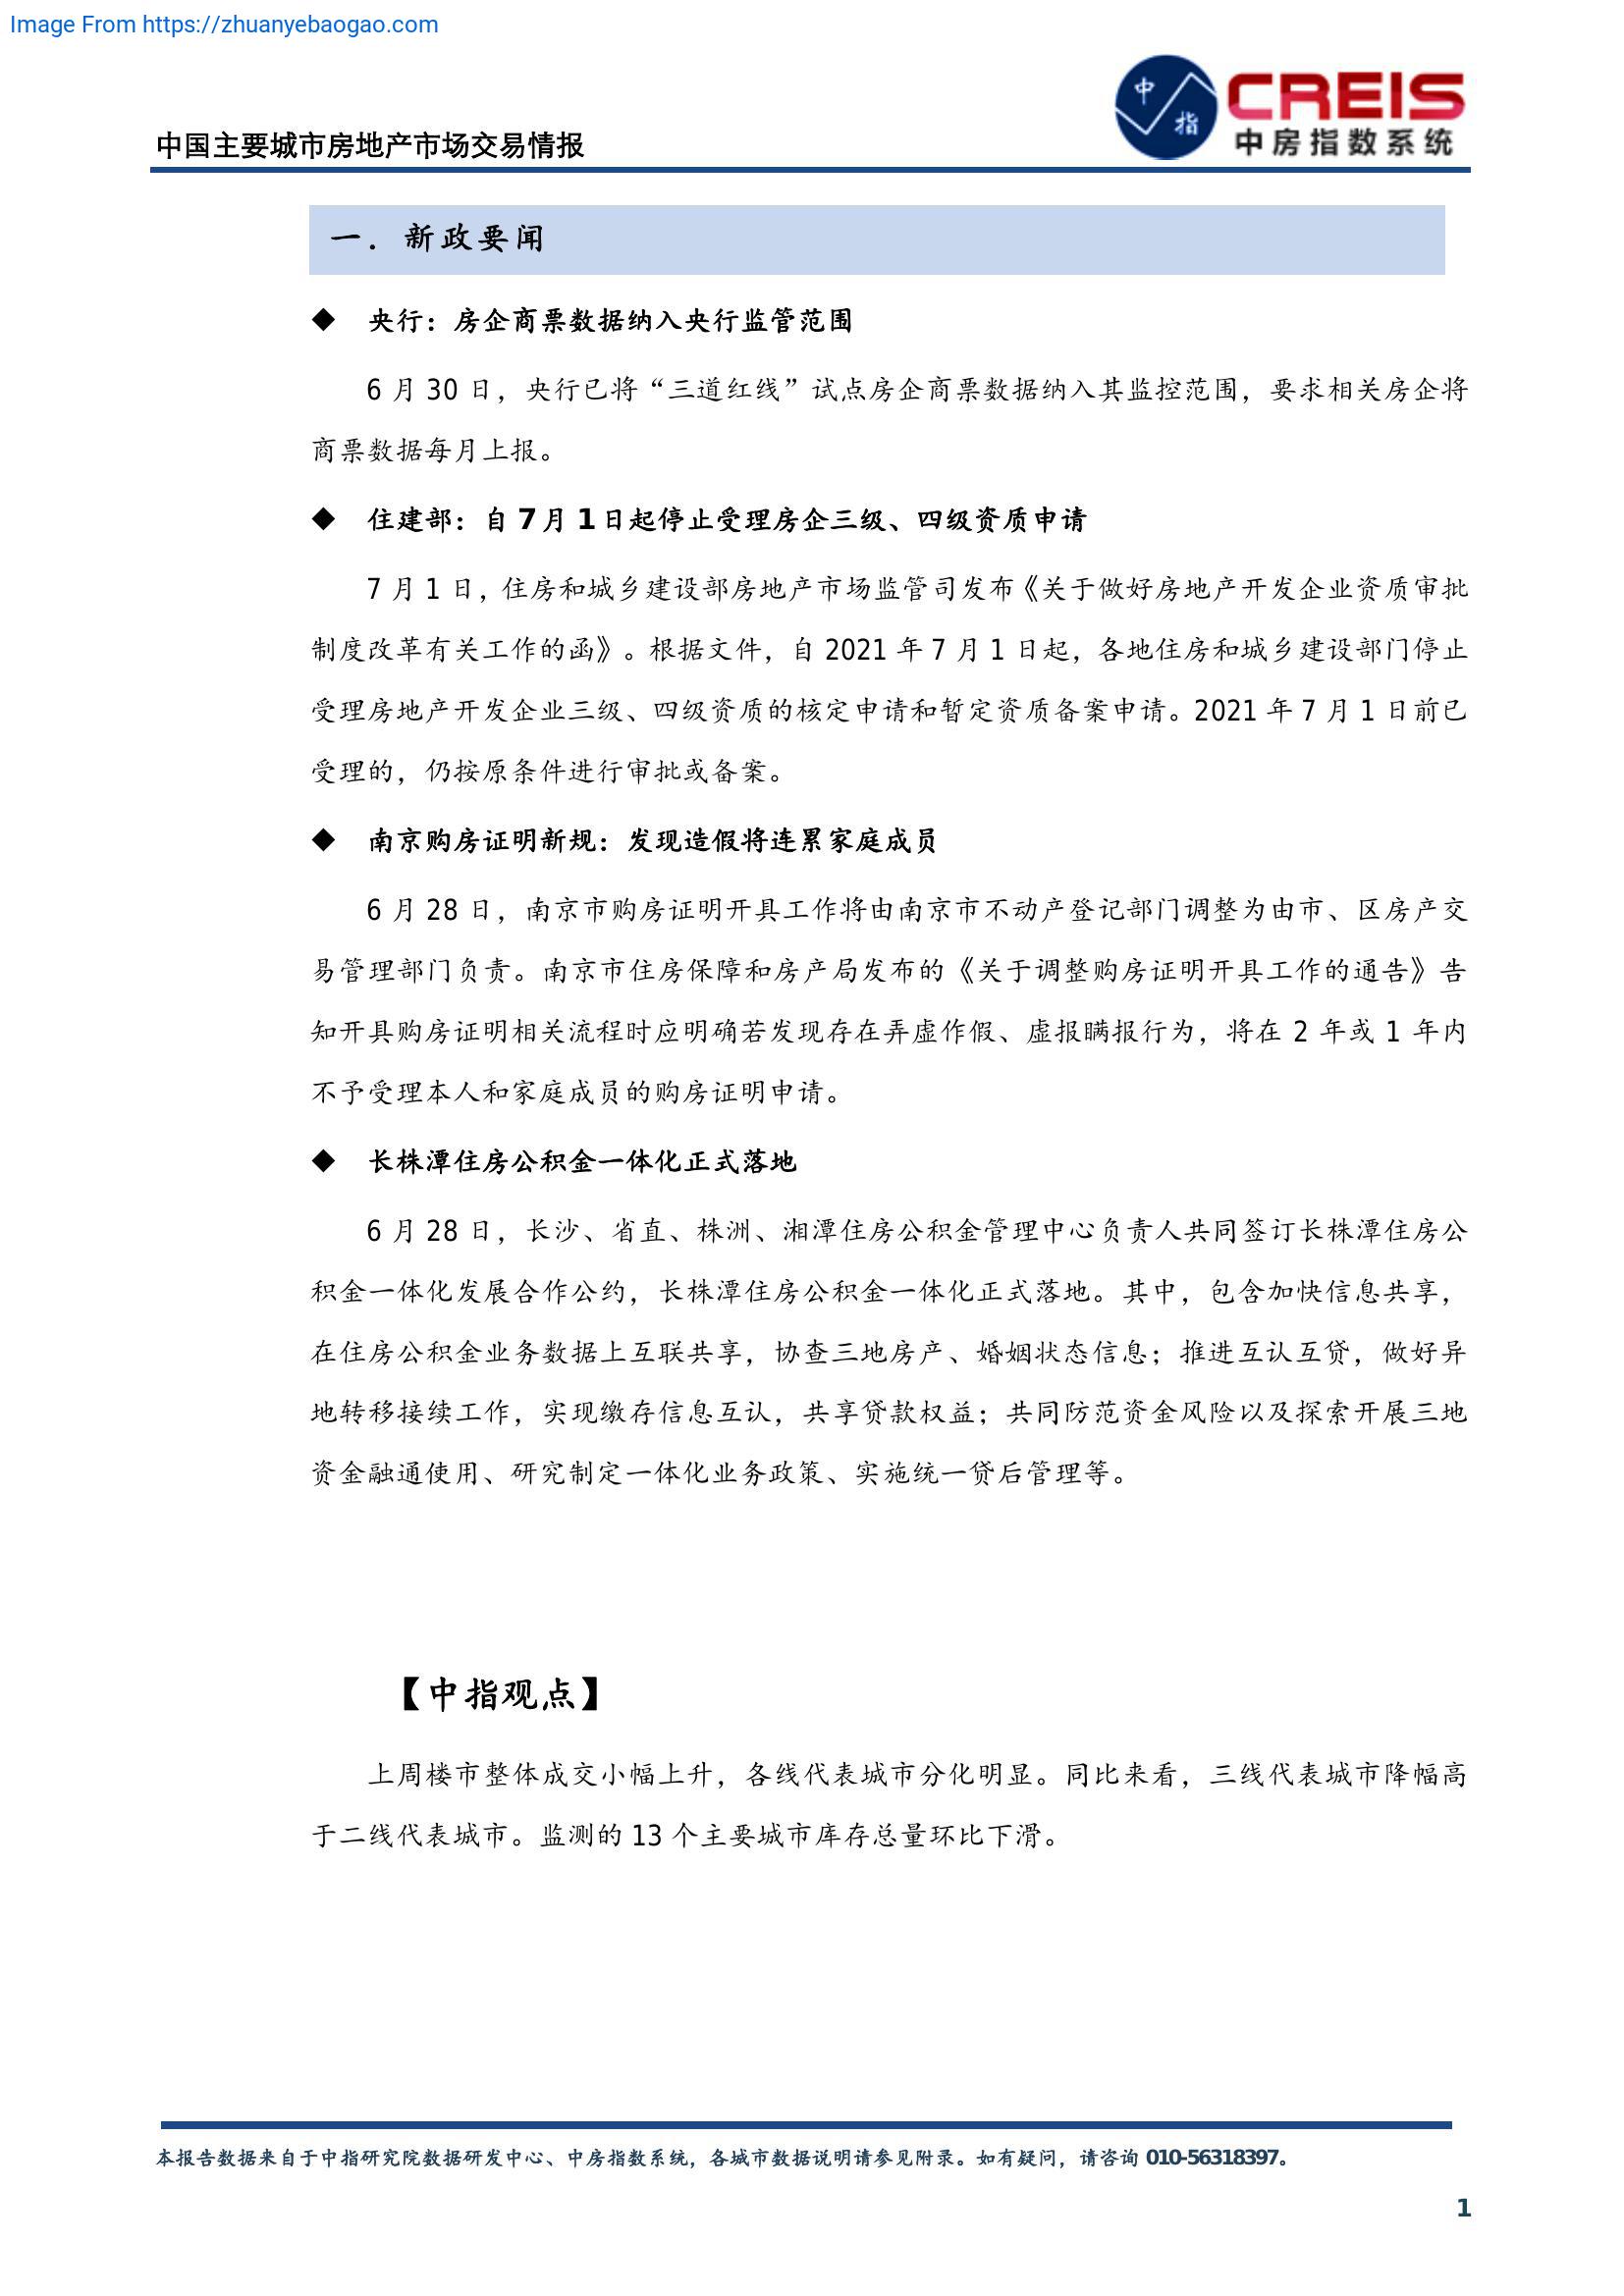 Image From https://zhuanyebaogao.com
中指
CREIS
中房指数系统
中国主要城市房地产市场交易情报
一．新政要闻
◆ 央行：房企商票数据纳入央行监管范围
6 月 30 日，央行已将“三道红线”试点房企商票数据纳入其监控范围，要求相关房企将
商票数据每月上报。
◆ 住建部：自 7 月 1 日起停止受理房企三级、四级资质申请
7 月 1 日，住房和城乡建设部房地产市场监管司发布《关于做好房地产开发企业资质审批
制度改革有关工作的函》。根据文件，自 2021 年 7 月 1 日起，各地住房和城乡建设部门停止
受理房地产开发企业三级、四级资质的核定申请和暂定资质备案申请。2021 年 7 月 1 日前已
受理的，仍按原条件进行审批或备案。
◆ 南京购房证明新规：发现造假将连累家庭成员
6 月 28 日，南京市购房证明开具工作将由南京市不动产登记部门调整为由市、区房产交
易管理部门负责。南京市住房保障和房产局发布的《关于调整购房证明开具工作的通告》告
知开具购房证明相关流程时应明确若发现存在弄虚作假、虚报瞒报行为，将在 2 年或 1 年内
不予受理本人和家庭成员的购房证明申请。
◆ 长株潭住房公积金一体化正式落地
6 月 28 日，长沙、省直、株洲、湘潭住房公积金管理中心负责人共同签订长株潭住房公
积金一体化发展合作公约，长株潭住房公积金一体化正式落地。其中，包含加快信息共享，
在住房公积金业务数据上互联共享，协查三地房产、婚姻状态信息；推进互认互贷，做好异
地转移接续工作，实现缴存信息互认，共享贷款权益；共同防范资金风险以及探索开展三地
资金融通使用、研究制定一体化业务政策、实施统一贷后管理等。
【中指观点】
上周楼市整体成交小幅上升，各线代表城市分化明显。同比来看，三线代表城市降幅高
于二线代表城市。监测的 13 个主要城市库存总量环比下滑。
本报告数据来自于中指研究院数据研发中心、中房指数系统，各城市数据说明请参见附录。如有疑问，请咨询 010-56318397。
1